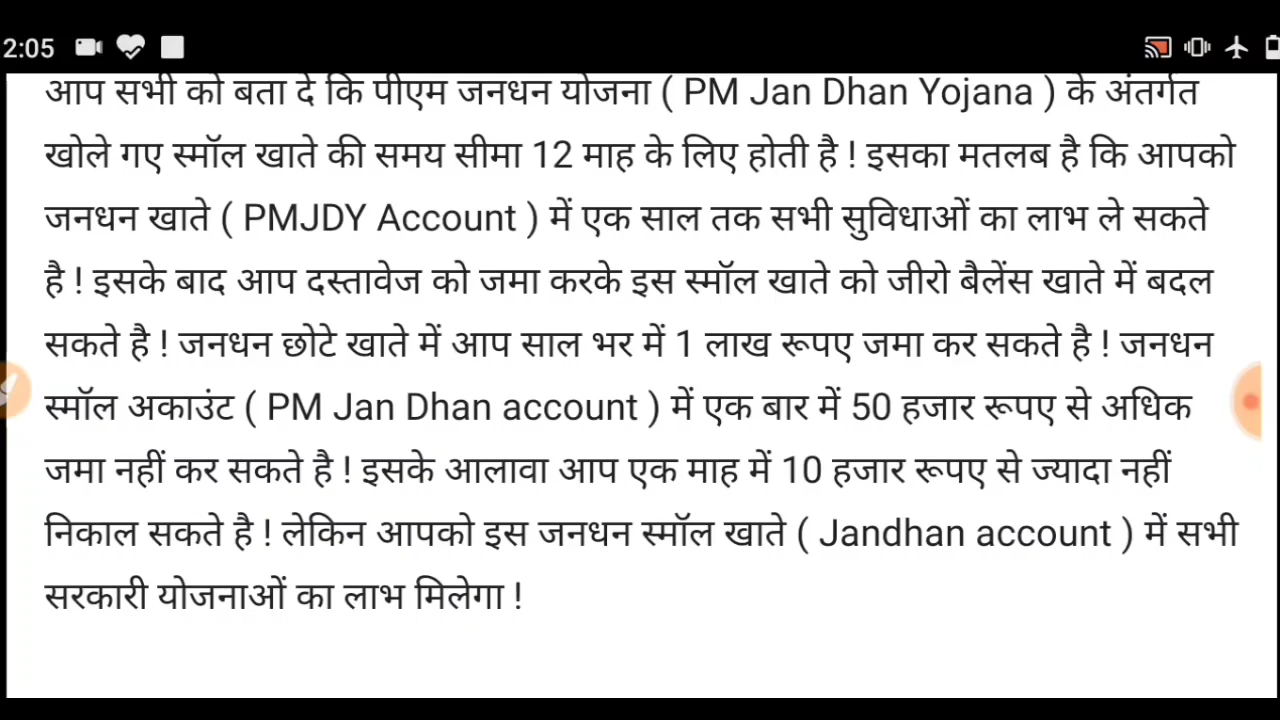 2:05
आप सभी को बता दे कि पीएम जनधन योजना ( PM Jan Dhan Yojana ) के अंतर्गत
खोले गए स्मॉल खाते की समय सीमा 12 माह के लिए होती है ! इसका मतलब है कि आपको
जनधन खाते ( PMJDY Account ) में एक साल तक सभी सुविधाओं का लाभ ले सकते
है ! इसके बाद आप दस्तावेज को जमा करके इस स्मॉल खाते को जीरो बैलेंस खाते में बदल
सकते है ! जनधन छोटे खाते में आप साल भर में 1 लाख रूपए जमा कर सकते है ! जनधन
स्मॉल अकाउंट ( PM Jan Dhan account ) में एक बार में 50 हजार रूपए से अधिक
जमा नहीं कर सकते है ! इसके आलावा आप एक माह में 10 हजार रूपए से ज्यादा नहीं
निकाल सकते है ! लेकिन आपको इस जनधन स्मॉल खाते ( Jandhan account ) में सभी
सरकारी योजनाओं का लाभ मिलेगा !